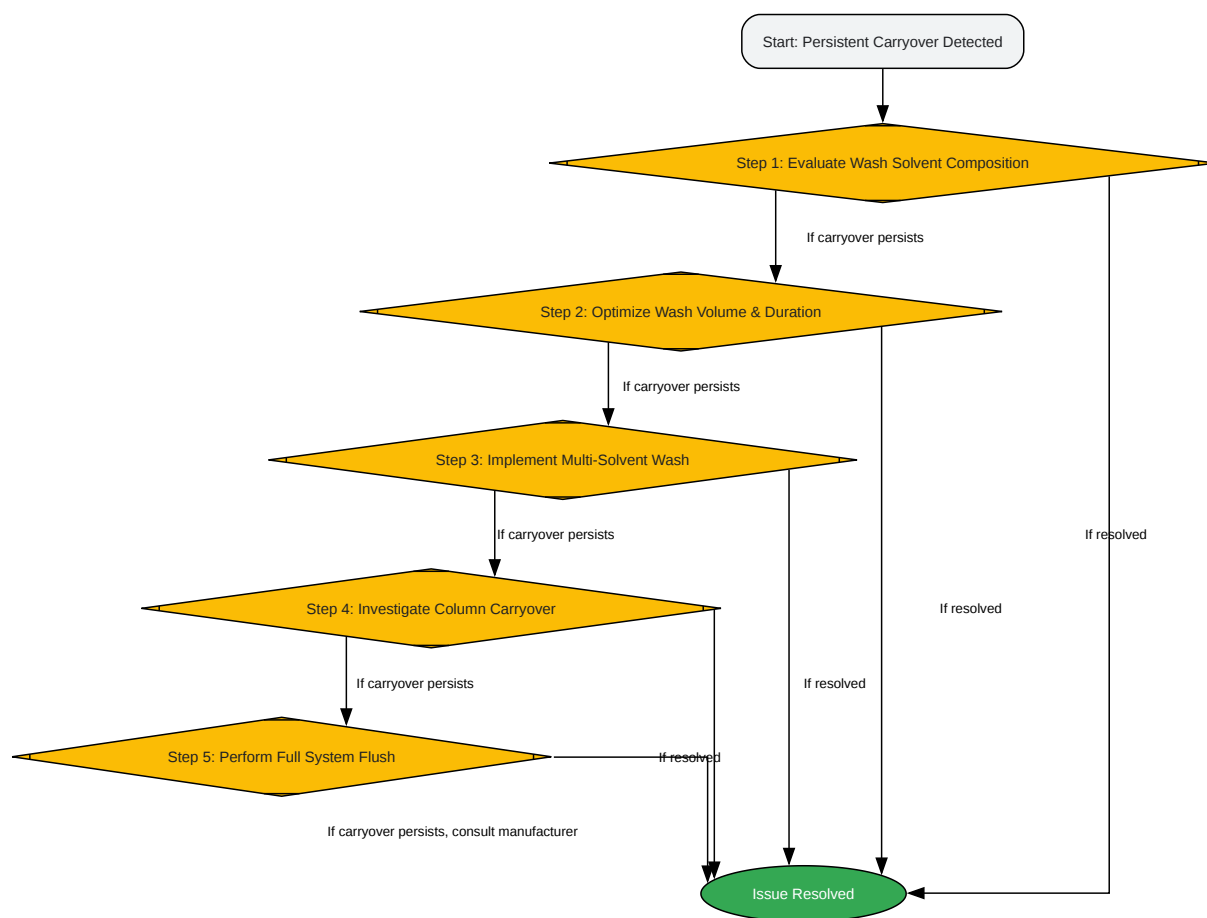 Start: Persistent Carryover Detected
Step 1: Evaluate Wash Solvent Composition
If carryover persists
Step 2: Optimize Wash Volume & Duration
If carryover persists
Step 3: Implement Multi-Solvent Wash
If carryover persists
If resolved
Step 4: Investigate Column Carryover
If resolved
If carryover persists
If resolved
Step 5: Perform Full System Flush
If resolved
If carryover persists, consult manufacturer
Issue Resolved